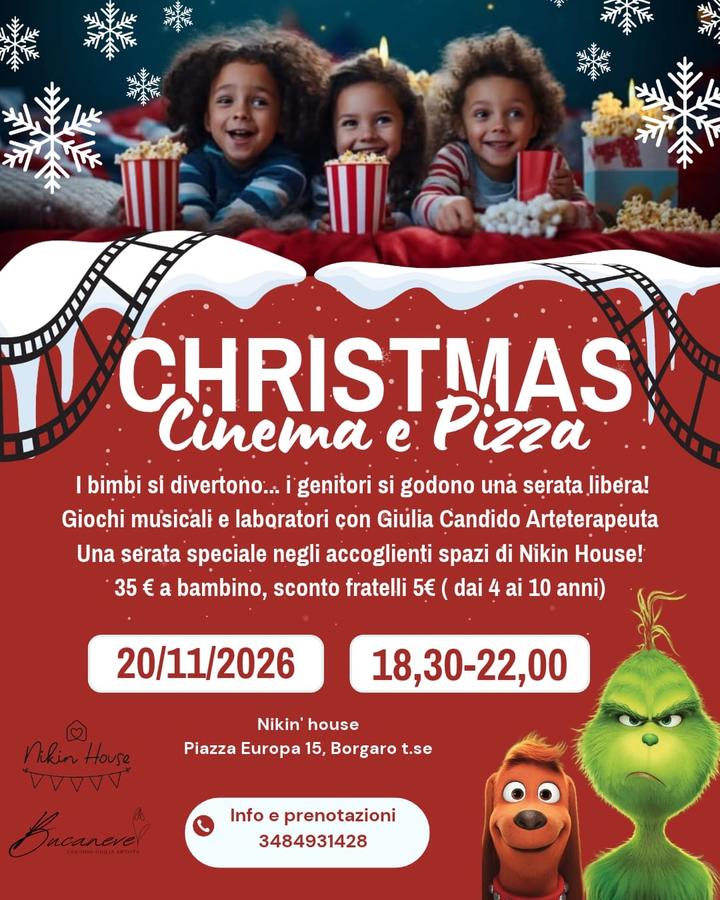 CHRISTMAS
Cinema e Pizza
I bimbi si divertono... i genitori si godono una serata libera!
Giochi musicali e laboratori con Giulia Candido Arteterapeuta
Una serata speciale negli accoglienti spazi di Nikin House!
35 € a bambino, sconto fratelli 5€ ( dai 4 ai 10 anni)
20/11/2026
18,30-22,00
Nikin' house
Piazza Europa 15, Borgaro t.se
Nikin House
Bucaneve
Info e prenotazioni
3484931428